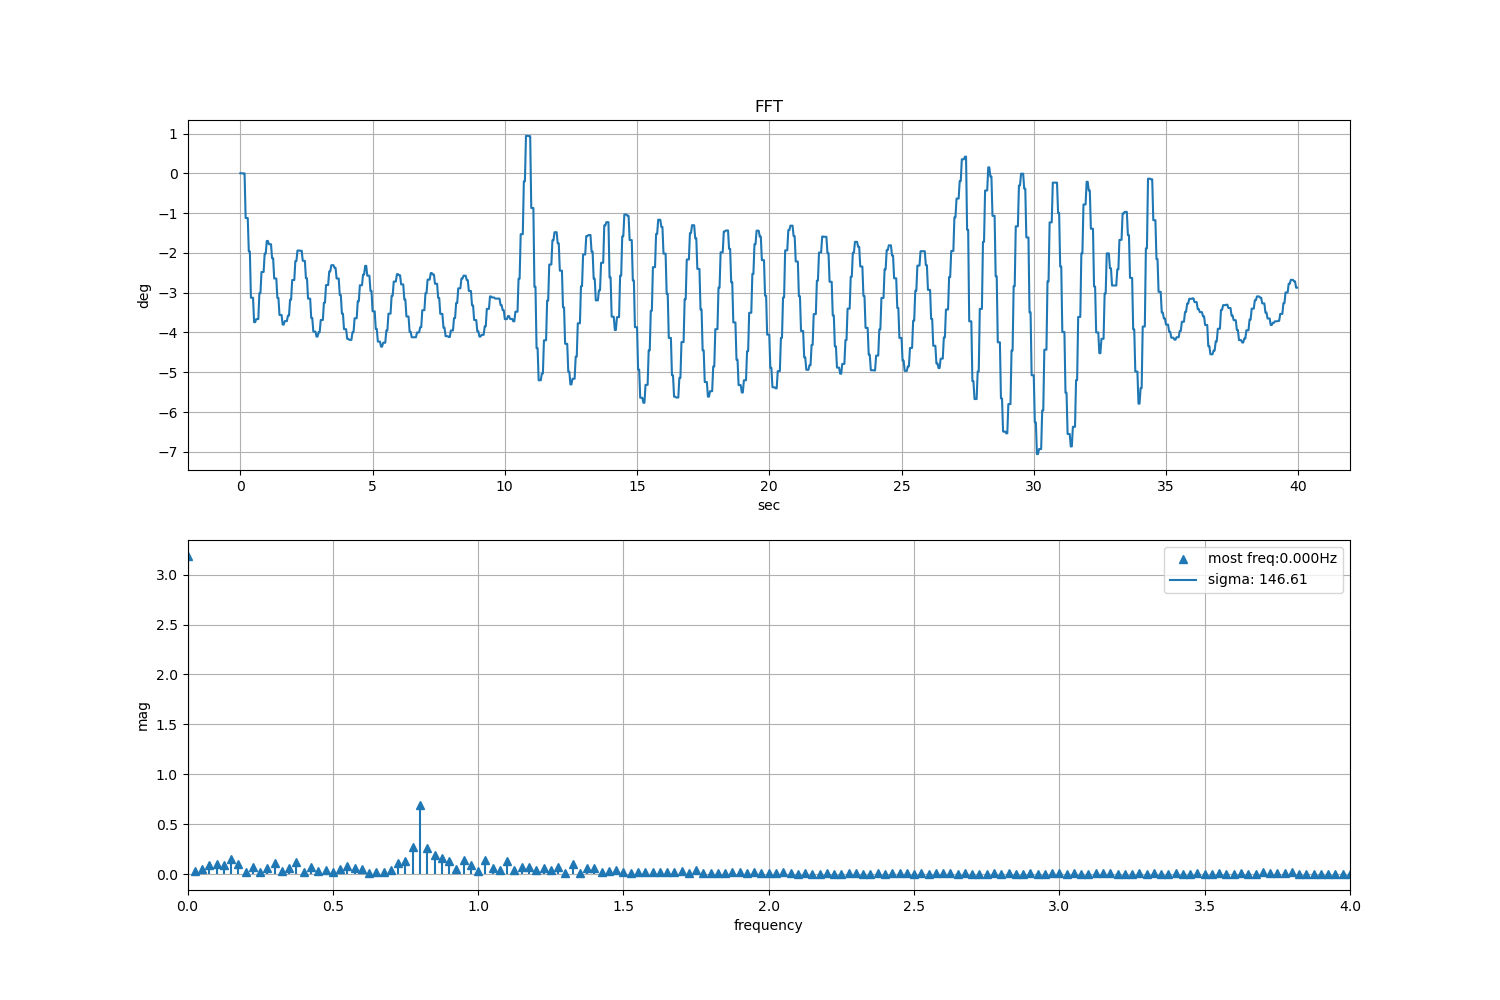 FFT
1
0
−1
−2
−3
−4
−5
−6
−7
deg
0 5 10 15 20 25 30 35 40
sec
3.0
2.5
2.0
1.5
1.0
0.5
0.0
mag
most freq:0.000Hz
sigma: 146.61
0.0 0.5 1.0 1.5 2.0 2.5 3.0 3.5 4.0
frequency